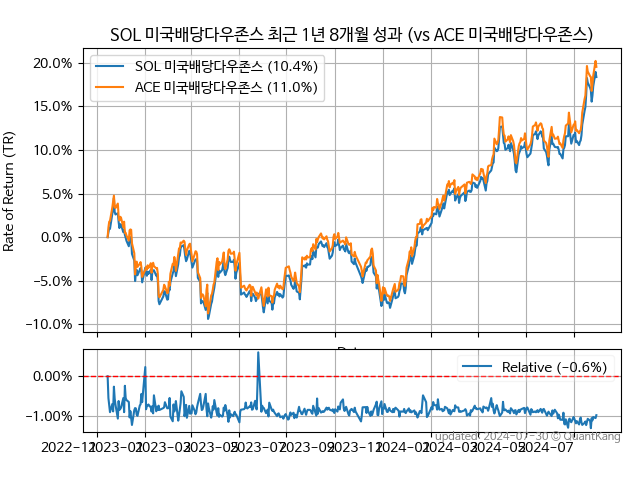 SOL 미국배당다우존스 최근 1년 8개월 성과 (vs ACE 미국배당다우존스)
SOL 미국배당다우존스 (10.4%)
ACE 미국배당다우존스 (11.0%)
Rate of Return (TR)
20.0%
15.0%
10.0%
5.0%
0.0%
−5.0%
−10.0%
Relative (−0.6%)
0.00%
−1.00%
updated: 2024-07-30 © QuantKang
2022-11 2023-01 2023-03 2023-05 2023-07 2023-09 2023-11 2024-01 2024-03 2024-05 2024-07